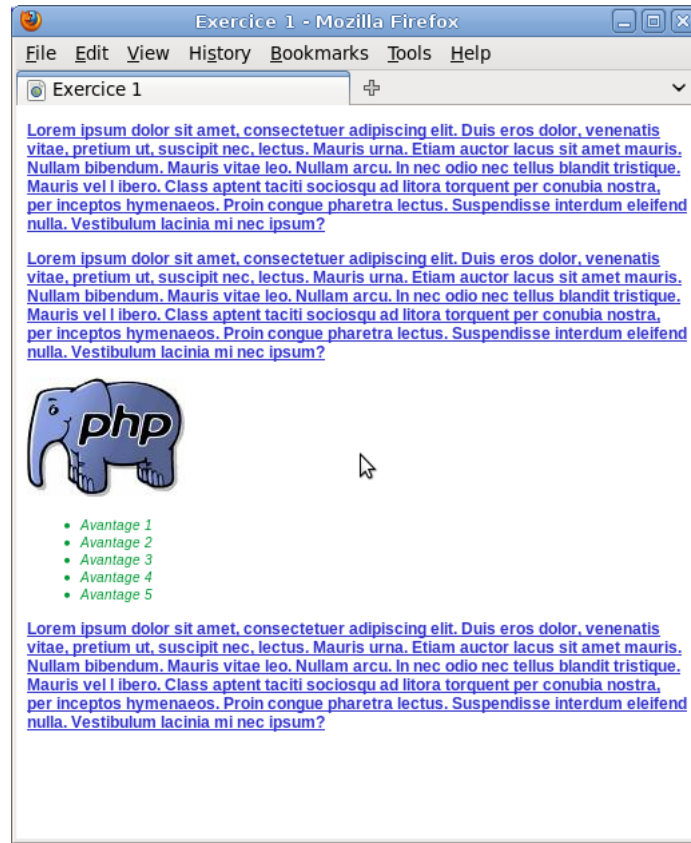 Exercice 1 - Mozilla Firefox
File Edit View History Bookmarks Tools Help
Exercice 1
Lorem ipsum dolor sit amet, consectetuer adipiscing elit. Duis eros dolor, venenatis
vitae, pretium ut, suscipit nec, lectus. Mauris urna. Etiam auctor lacus sit amet mauris.
Nullam bibendum. Mauris vitae leo. Nullam arcu. In nec odio nec tellus blandit tristique.
Mauris vel l ibero. Class aptent taciti sociosqu ad litora torquent per conubia nostra,
per inceptos hymenaeos. Proin congue pharetra lectus. Suspendisse interdum eleifend
nulla. Vestibulum lacinia mi nec ipsum?
Lorem ipsum dolor sit amet, consectetuer adipiscing elit. Duis eros dolor, venenatis
vitae, pretium ut, suscipit nec, lectus. Mauris urna. Etiam auctor lacus sit amet mauris.
Nullam bibendum. Mauris vitae leo. Nullam arcu. In nec odio nec tellus blandit tristique.
Mauris vel l ibero. Class aptent taciti sociosqu ad litora torquent per conubia nostra,
per inceptos hymenaeos. Proin congue pharetra lectus. Suspendisse interdum eleifend
nulla. Vestibulum lacinia mi nec ipsum?
php
• Avantage 1
• Avantage 2
• Avantage 3
• Avantage 4
• Avantage 5
Lorem ipsum dolor sit amet, consectetuer adipiscing elit. Duis eros dolor, venenatis
vitae, pretium ut, suscipit nec, lectus. Mauris urna. Etiam auctor lacus sit amet mauris.
Nullam bibendum. Mauris vitae leo. Nullam arcu. In nec odio nec tellus blandit tristique.
Mauris vel l ibero. Class aptent taciti sociosqu ad litora torquent per conubia nostra,
per inceptos hymenaeos. Proin congue pharetra lectus. Suspendisse interdum eleifend
nulla. Vestibulum lacinia mi nec ipsum?